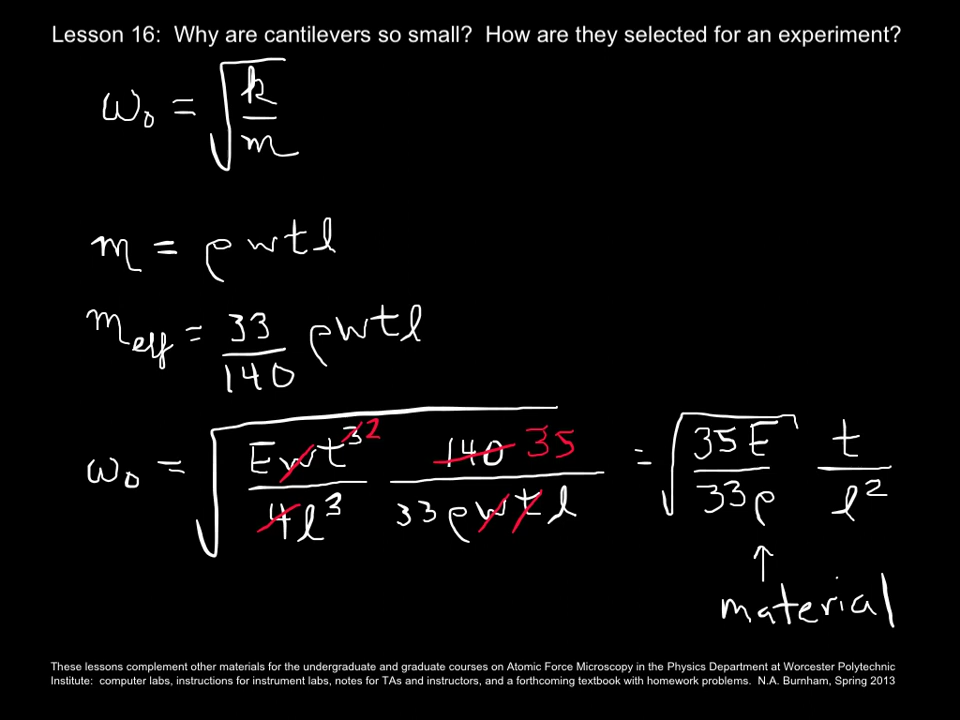 Lesson 16: Why are cantilevers so small? How are they selected for an experiment?
ω₀ = √(k/m)
m = ρwtl
m_eff = 33/140 ρwtl
ω₀ = √(Ewt³ ² / 4l³ · 140 35 / 33ρwtl) = √(35E/33ρ) t/l²
↑
material
These lessons complement other materials for the undergraduate and graduate courses on Atomic Force Microscopy in the Physics Department at Worcester Polytechnic
Institute: computer labs, instructions for instrument labs, notes for TAs and instructors, and a forthcoming textbook with homework problems. N.A. Burnham, Spring 2013